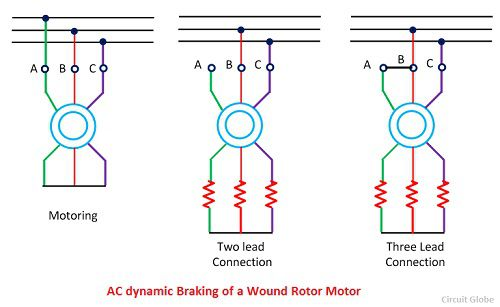 A B C
A B C
A B C
Motoring
Two lead
Connection
Three Lead
Connection
AC dynamic Braking of a Wound Rotor Motor
Circuit Globe